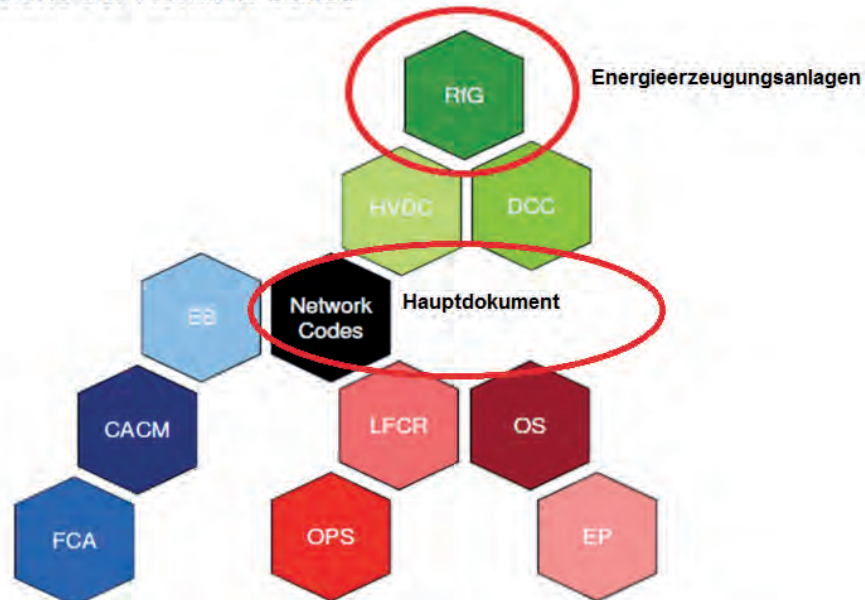 RfG
Energieerzeugungsanlagen
HVDC
DCC
EB
Network
Codes
Hauptdokument
CACM
LFCR
OS
FCA
OPS
EP